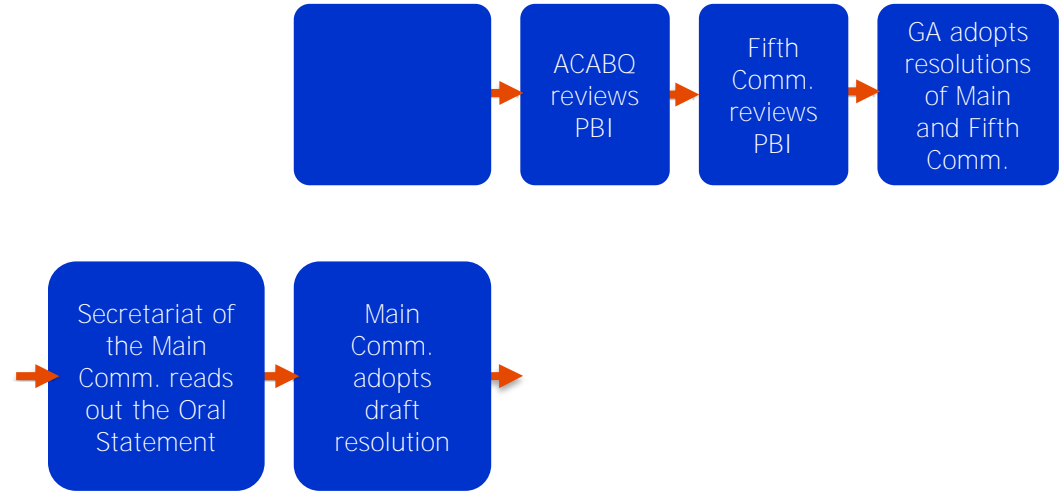 ACABQ
reviews
PBI
Fifth
Comm.
reviews
PBI
GA adopts
resolutions
of Main
and Fifth
Comm.
Secretariat of
the Main
Comm. reads
out the Oral
Statement
Main
Comm.
adopts
draft
resolution